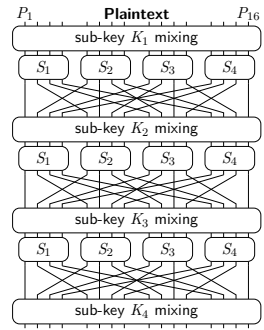 P₁ Plaintext P₁₆
sub-key K₁ mixing
S₁ S₂ S₃ S₄
sub-key K₂ mixing
S₁ S₂ S₃ S₄
sub-key K₃ mixing
S₁ S₂ S₃ S₄
sub-key K₄ mixing